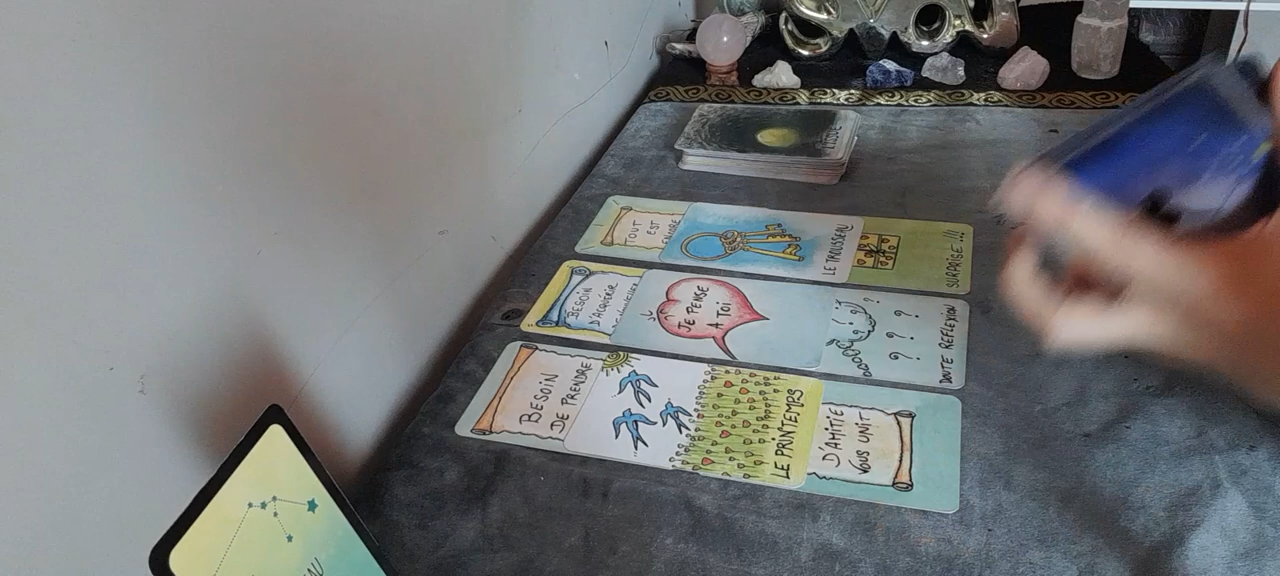 TOUT
EST
LE TROUSSEAU
SURPRISE !!!
BESOIN
D'ACQUÉRIR
JE PENSE
A TOI
? ? ? ? ?
DOUTE REFLEXION
BESOIN
DE PRENDRE
LE PRINTEMPS
D'AMITIÉ
VOUS UNIT